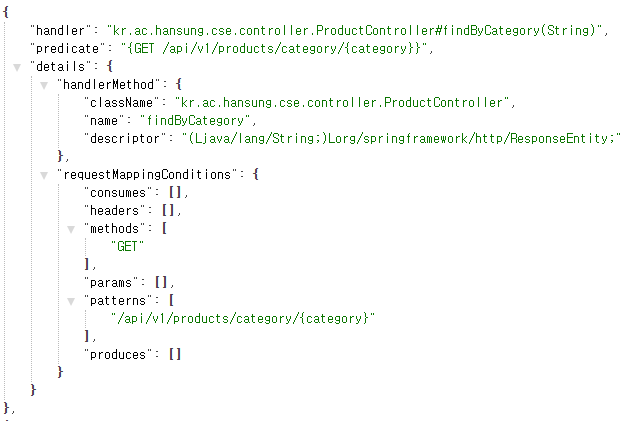 {
"handler": "kr.ac.hansung.cse.controller.ProductController#findByCategory(String)",
"predicate": "{GET /api/v1/products/category/{category}}",
"details": {
"handlerMethod": {
"className": "kr.ac.hansung.cse.controller.ProductController",
"name": "findByCategory",
"descriptor": "(Ljava/lang/String;)Lorg/springframework/http/ResponseEntity;"
},
"requestMappingConditions": {
"consumes": [],
"headers": [],
"methods": [
"GET"
],
"params": [],
"patterns": [
"/api/v1/products/category/{category}"
],
"produces": []
}
}
},